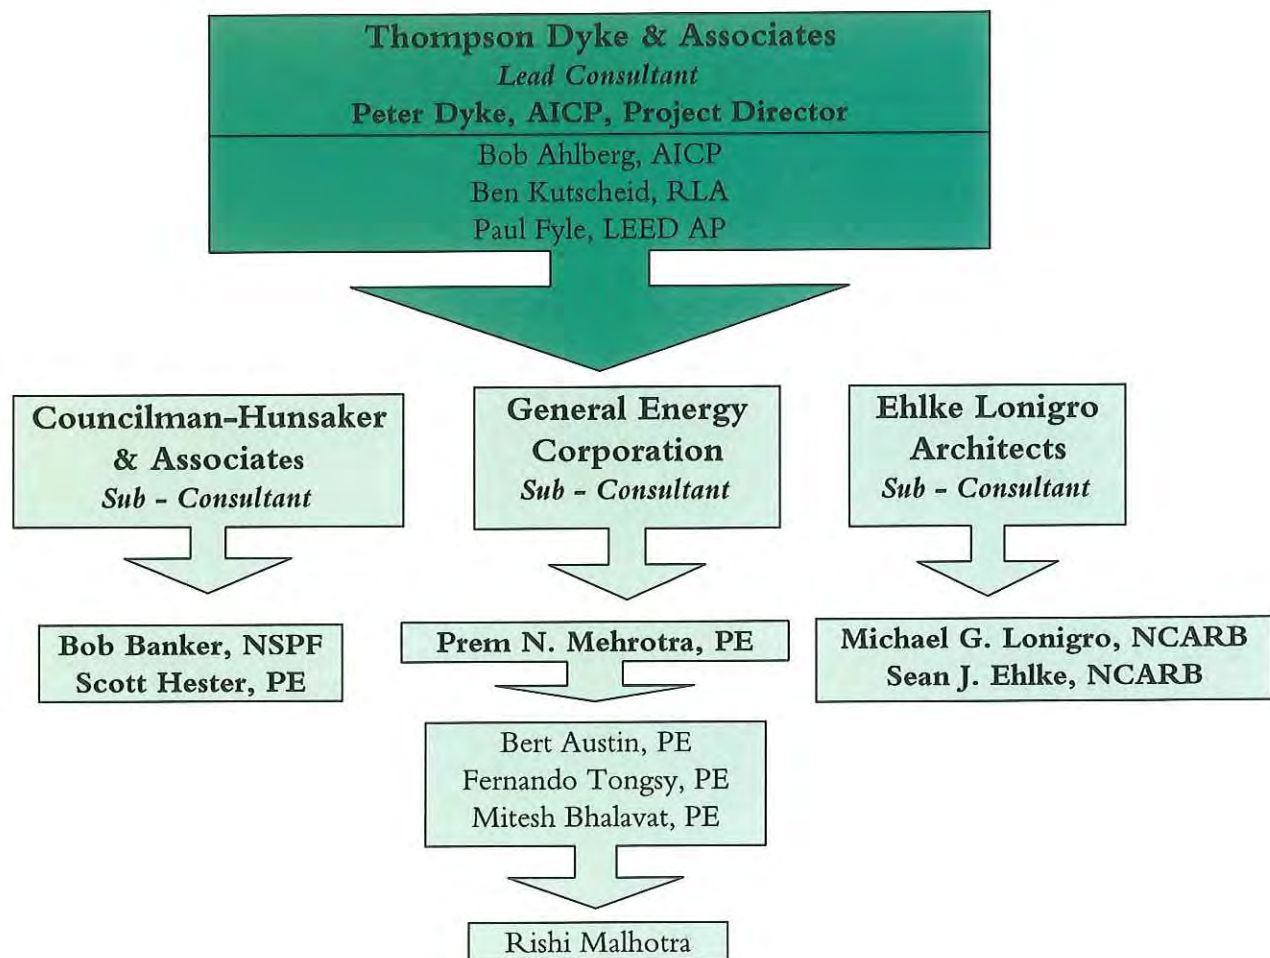 Thompson Dyke & Associates
Lead Consultant
Peter Dyke, AICP, Project Director
Bob Ahlberg, AICP
Ben Kutscheid, RLA
Paul Fyle, LEED AP
Councilman-Hunsaker
& Associates
Sub - Consultant
General Energy
Corporation
Sub - Consultant
Ehlke Lonigro
Architects
Sub - Consultant
Bob Banker, NSPF
Scott Hester, PE
Prem N. Mehrotra, PE
Michael G. Lonigro, NCARB
Sean J. Ehlke, NCARB
Bert Austin, PE
Fernando Tongsy, PE
Mitesh Bhalavat, PE
Rishi Malhotra